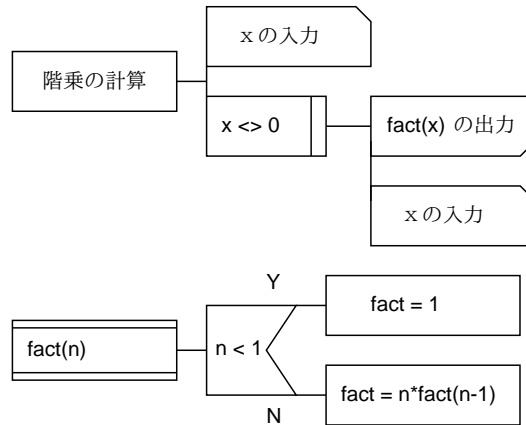 xの入力
階乗の計算
x <> 0
fact(x) の出力
xの入力
Y
fact = 1
fact(n)
n < 1
fact = n*fact(n-1)
N